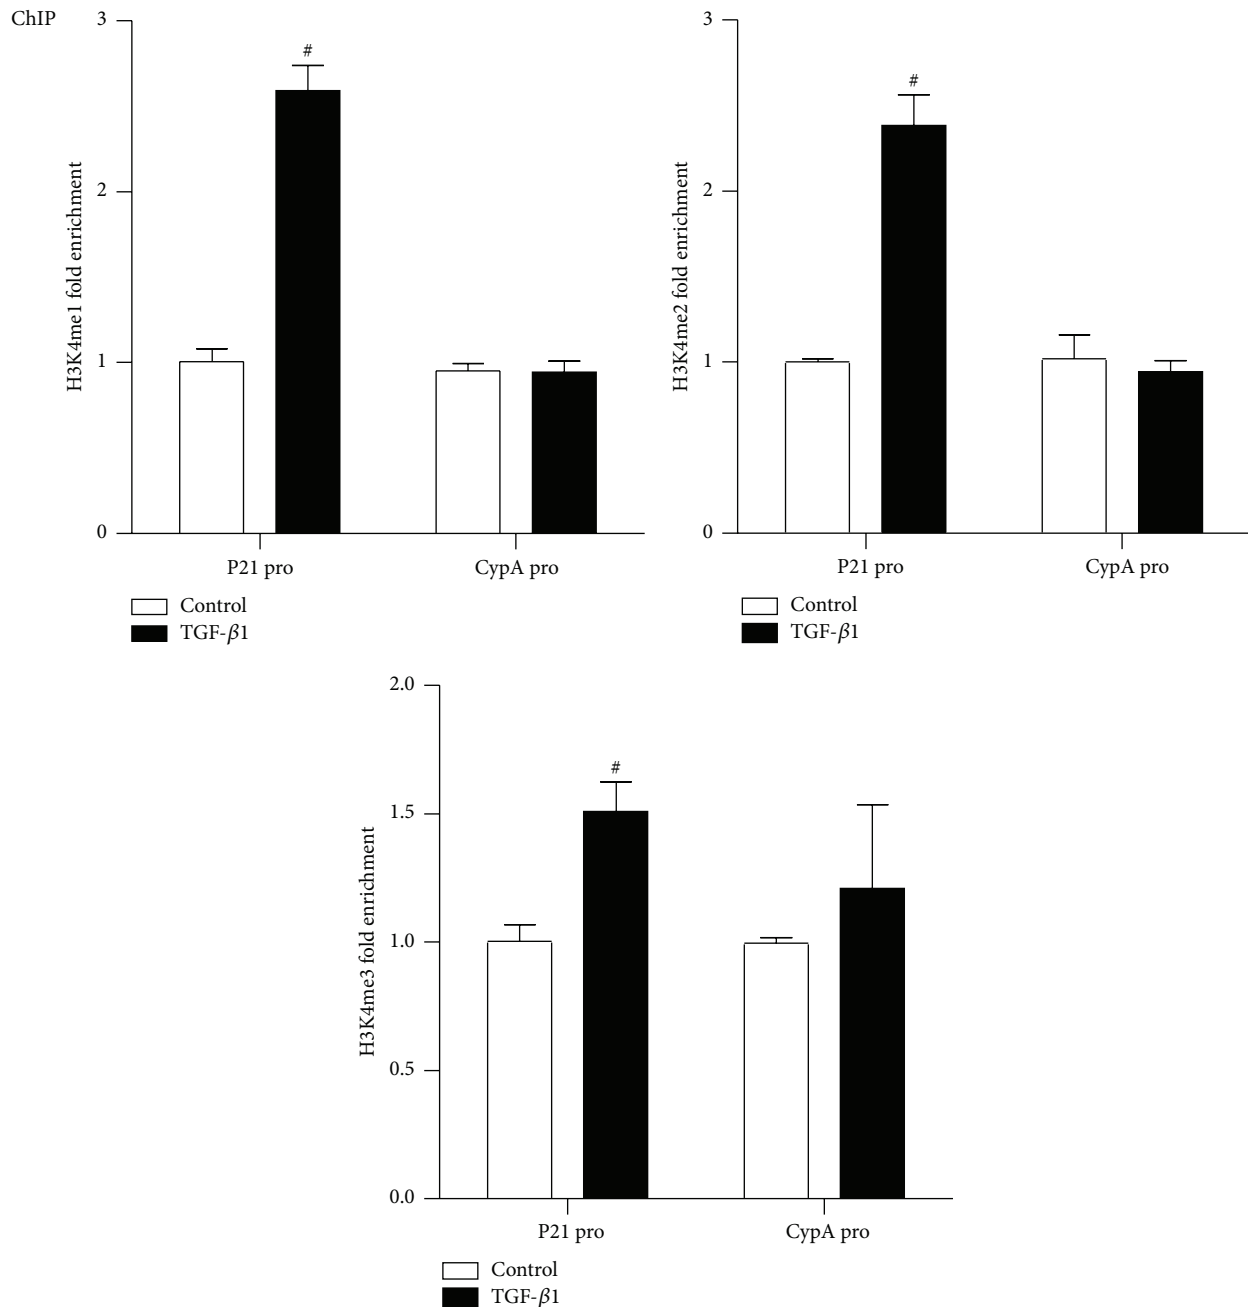 ChIP
3
2
1
0
H3K4me1 fold enrichment
#
P21 pro
CypA pro
Control
TGF-β1
3
2
1
0
H3K4me2 fold enrichment
#
P21 pro
CypA pro
Control
TGF-β1
2.0
1.5
1.0
0.5
0.0
H3K4me3 fold enrichment
#
P21 pro
CypA pro
Control
TGF-β1